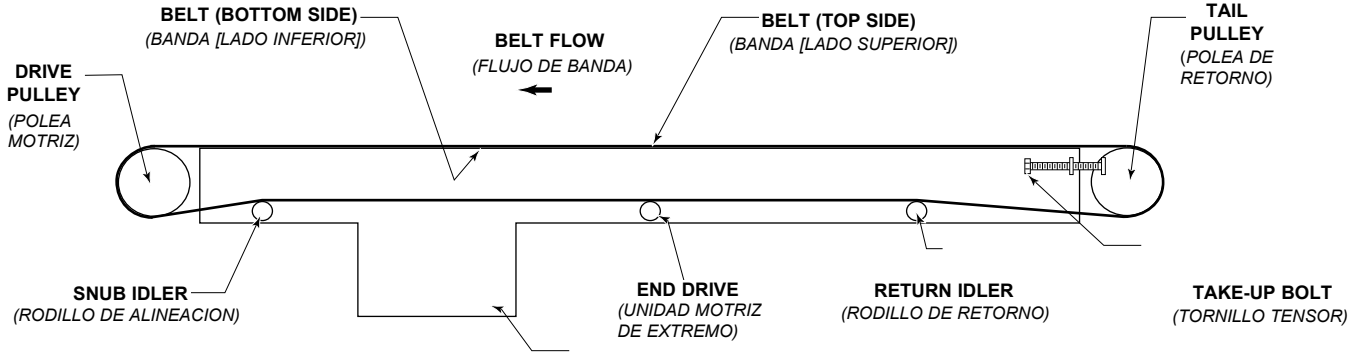 BELT (BOTTOM SIDE)
(BANDA [LADO INFERIOR])
BELT FLOW
(FLUJO DE BANDA)
BELT (TOP SIDE)
(BANDA [LADO SUPERIOR])
TAIL
PULLEY
(POLEA DE
RETORNO)
DRIVE
PULLEY
(POLEA
MOTRIZ)
SNUB IDLER
(RODILLO DE ALINEACION)
END DRIVE
(UNIDAD MOTRIZ
DE EXTREMO)
RETURN IDLER
(RODILLO DE RETORNO)
TAKE-UP BOLT
(TORNILLO TENSOR)